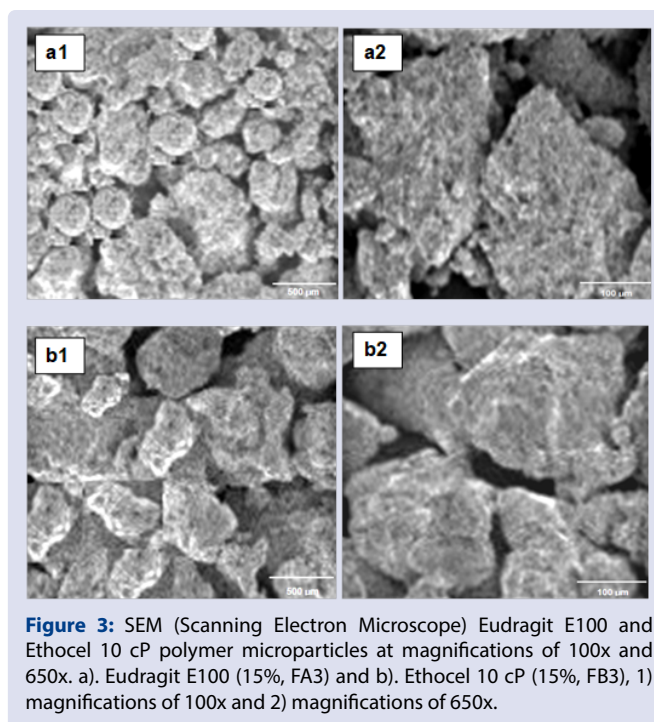 a1
a2
500 µm
100 µm
b1
b2
500 µm
100 µm
Figure 3: SEM (Scanning Electron Microscope) Eudragit E100 and
Ethocel 10 cP polymer microparticles at magnifications of 100x and
650x. a). Eudragit E100 (15%, FA3) and b). Ethocel 10 cP (15%, FB3), 1)
magnifications of 100x and 2) magnifications of 650x.